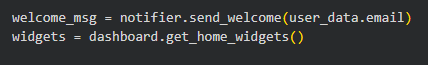 welcome_msg = notifier.send_welcome(user_data.email)
widgets = dashboard.get_home_widgets()